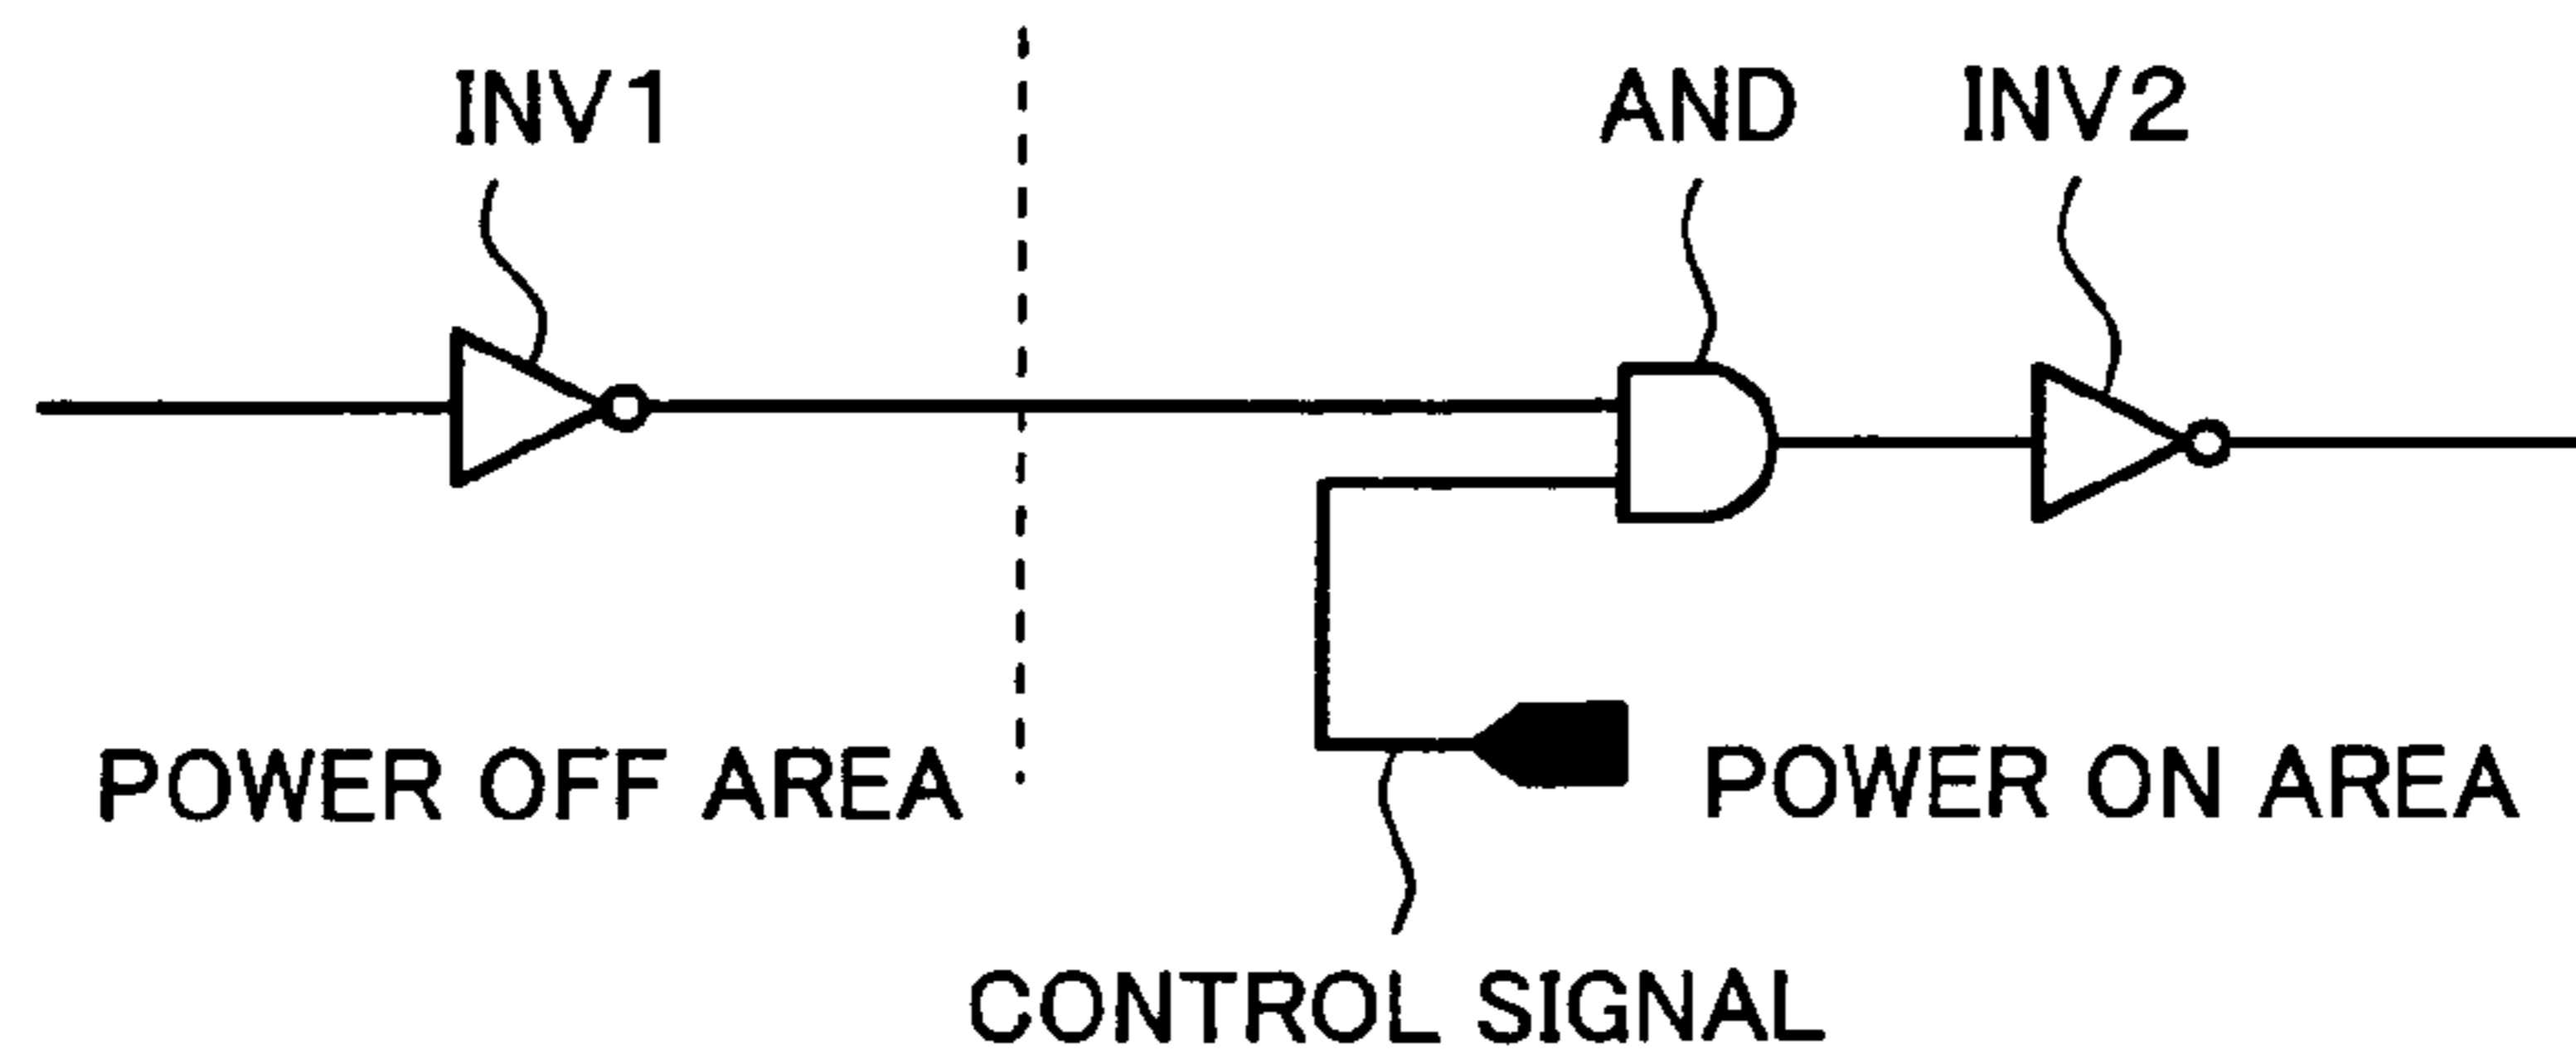 INV1
AND
INV2
POWER OFF AREA
POWER ON AREA
CONTROL SIGNAL